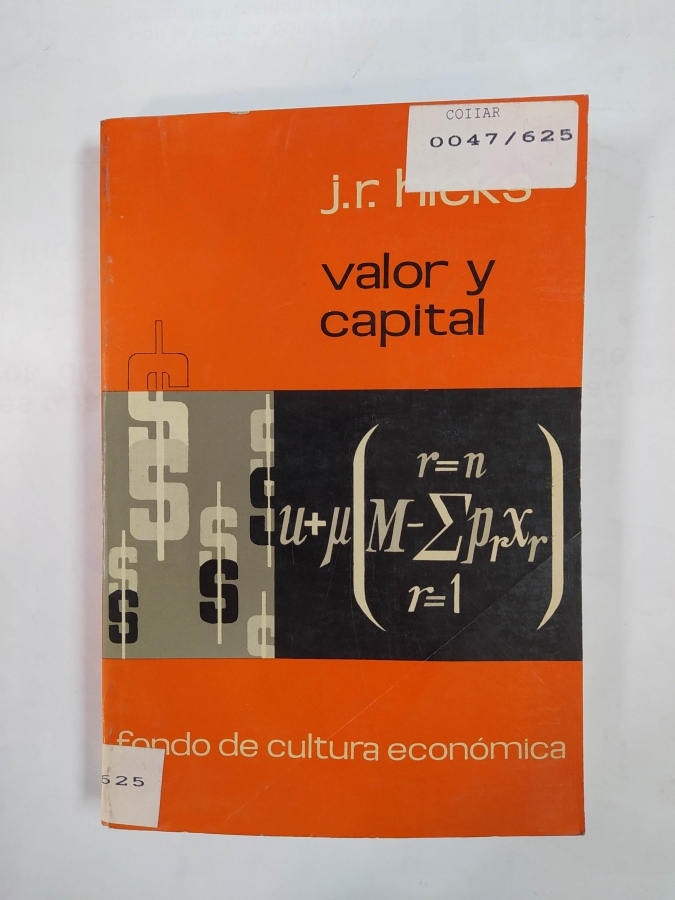 COIIAR
0047/625
j.r. hicks
valor y
capital
r=n
u+μ(M-∑prxr)
r=1
fondo de cultura económica
625